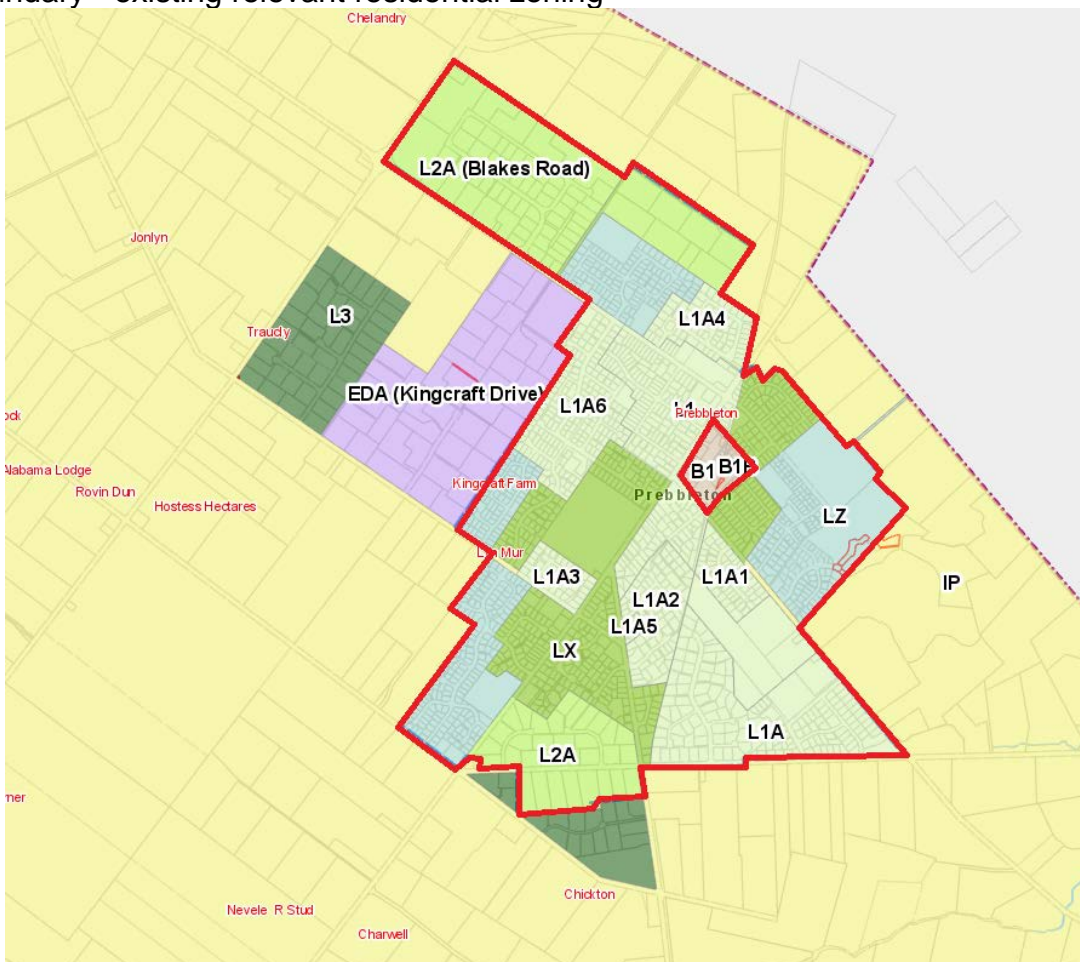 existing relevant residential zoning
Chelandry
L2A (Blakes Road)
Jonlyn
L3
Traudy
L1A4
EDA (Kingcraft Drive)
L1A6
Prebbleton
B1
Alabama Lodge
Rovin Dun
Hostess Hectares
Kingcraft Farm
Prebbleton
LZ
L1A3
L1A1
IP
L1A2
L1A5
LX
L1A
L2A
Chickton
Nevele R Stud
Charwell